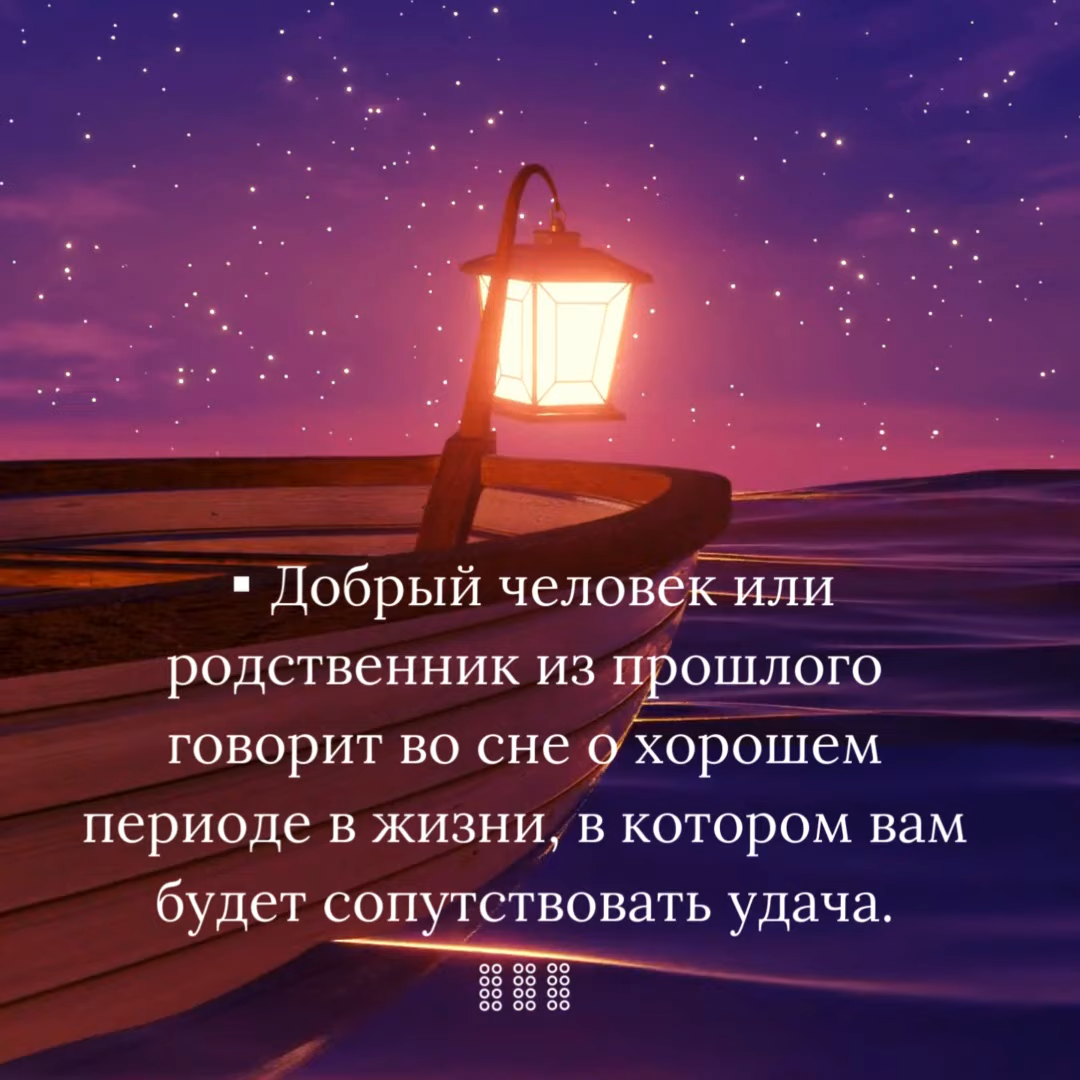 ▪ Добрый человек или
родственник из прошлого
говорит во сне о хорошем
периоде в жизни, в котором вам
будет сопутствовать удача.
⣿ ⣿ ⣿